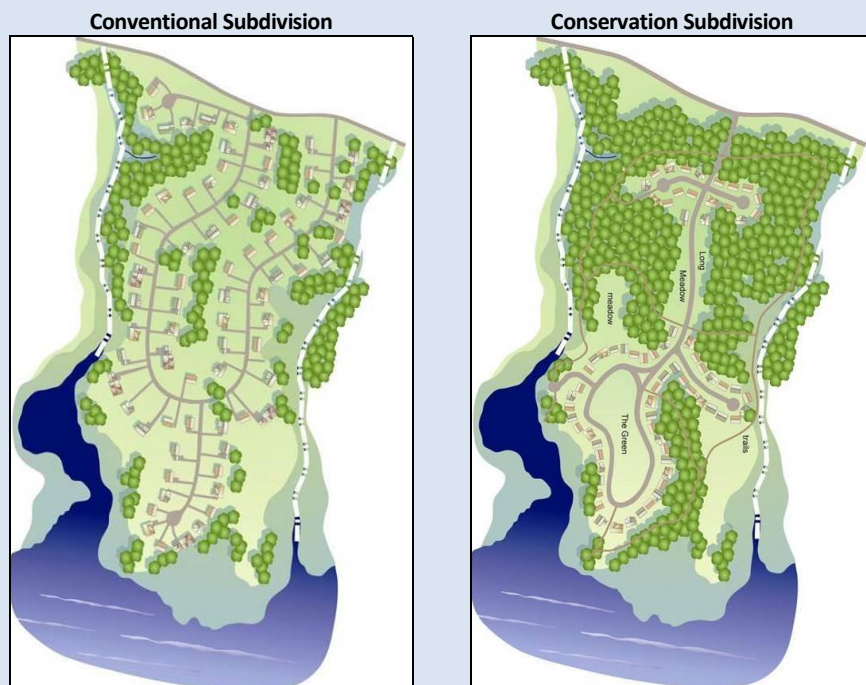 Conventional Subdivision
Conservation Subdivision
Long
Meadow
meadow
The Green
trails